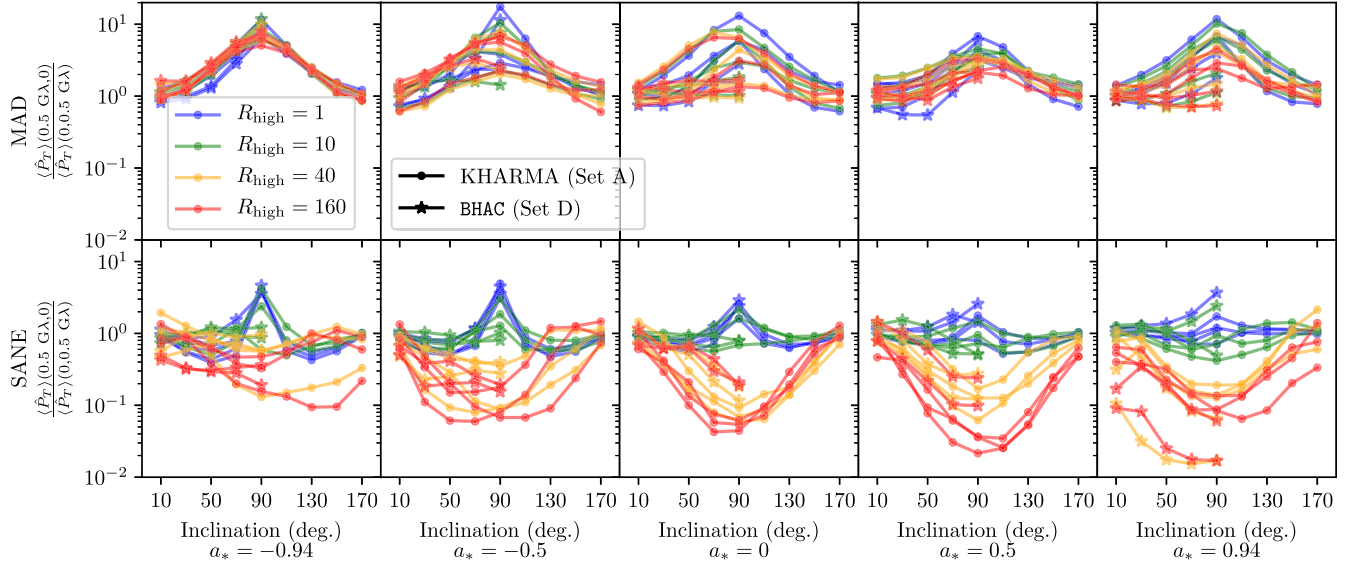 MAD
⟨P̂_T⟩(0.5 Gλ,0)
⟨P̂_T⟩(0,0.5 Gλ)
10^1
10^0
10^−1
10^−2
R_high = 1
R_high = 10
R_high = 40
R_high = 160
KHARMA (Set A)
BHAC (Set D)
SANE
⟨P̂_T⟩(0.5 Gλ,0)
⟨P̂_T⟩(0,0.5 Gλ)
10^1
10^0
10^−1
10^−2
10 50 90 130 170 10 50 90 130 170 10 50 90 130 170 10 50 90 130 170 10 50 90 130 170
Inclination (deg.) Inclination (deg.) Inclination (deg.) Inclination (deg.) Inclination (deg.)
a_* = −0.94 a_* = −0.5 a_* = 0 a_* = 0.5 a_* = 0.94